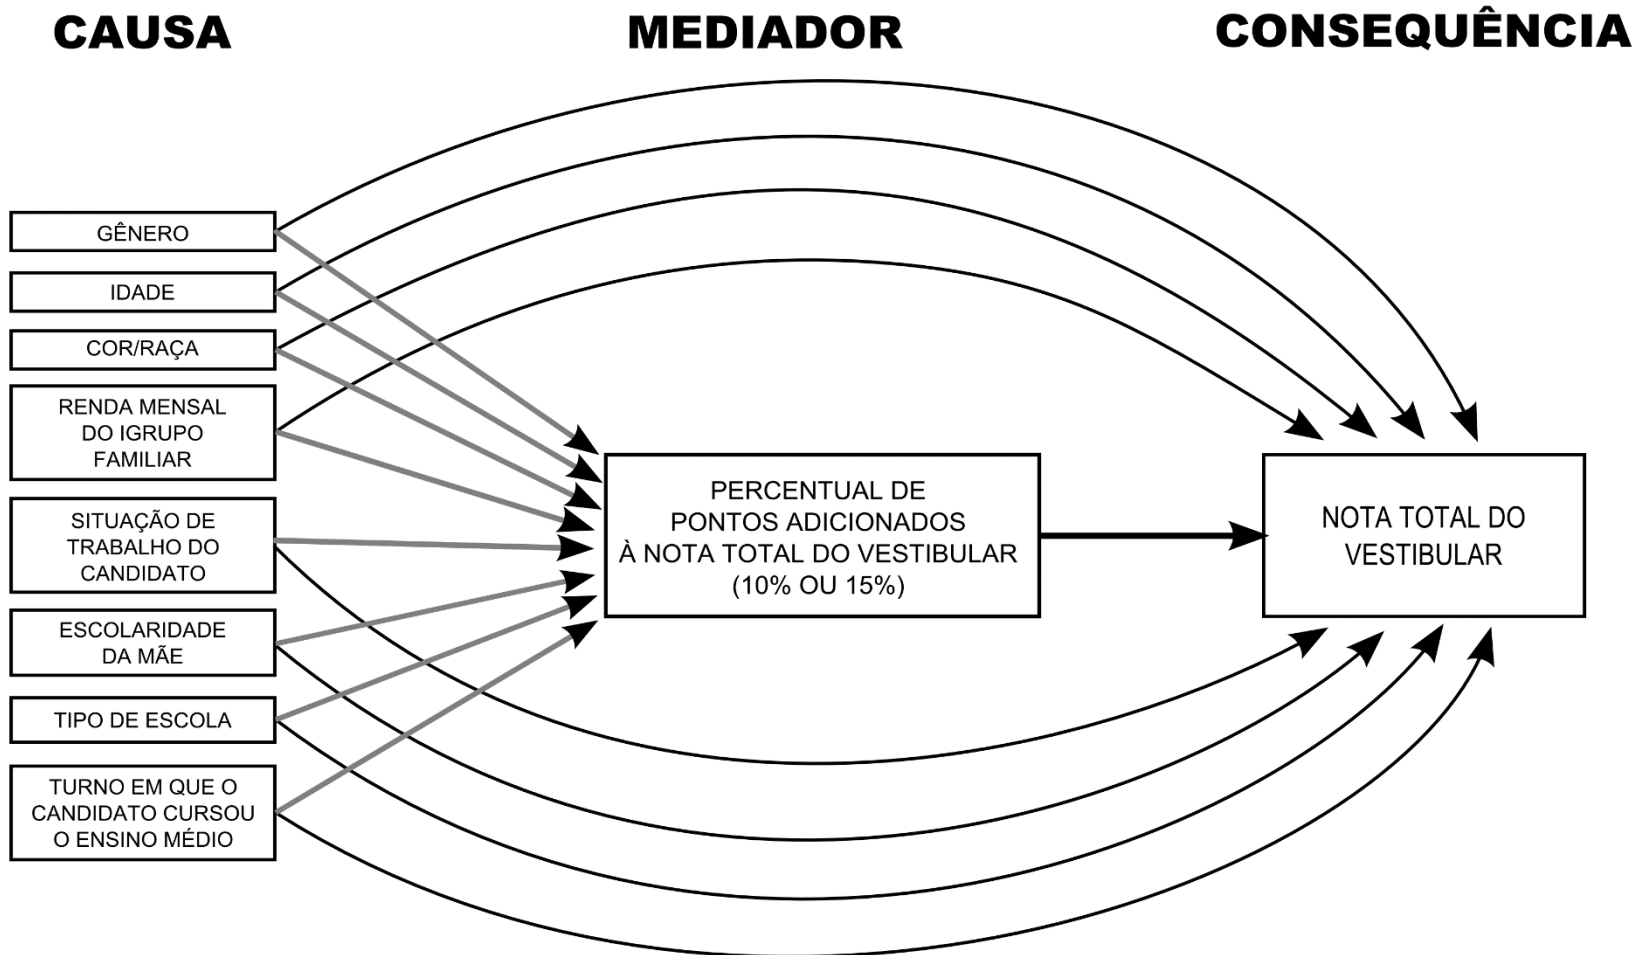 CAUSA
MEDIADOR
CONSEQUÊNCIA
GÊNERO
IDADE
COR/RAÇA
RENDA MENSAL
DO IGRUPO
FAMILIAR
SITUAÇÃO DE
TRABALHO DO
CANDIDATO
ESCOLARIDADE
DA MÃE
TIPO DE ESCOLA
TURNO EM QUE O
CANDIDATO CURSOU
O ENSINO MÉDIO
PERCENTUAL DE
PONTOS ADICIONADOS
À NOTA TOTAL DO VESTIBULAR
(10% OU 15%)
NOTA TOTAL DO
VESTIBULAR